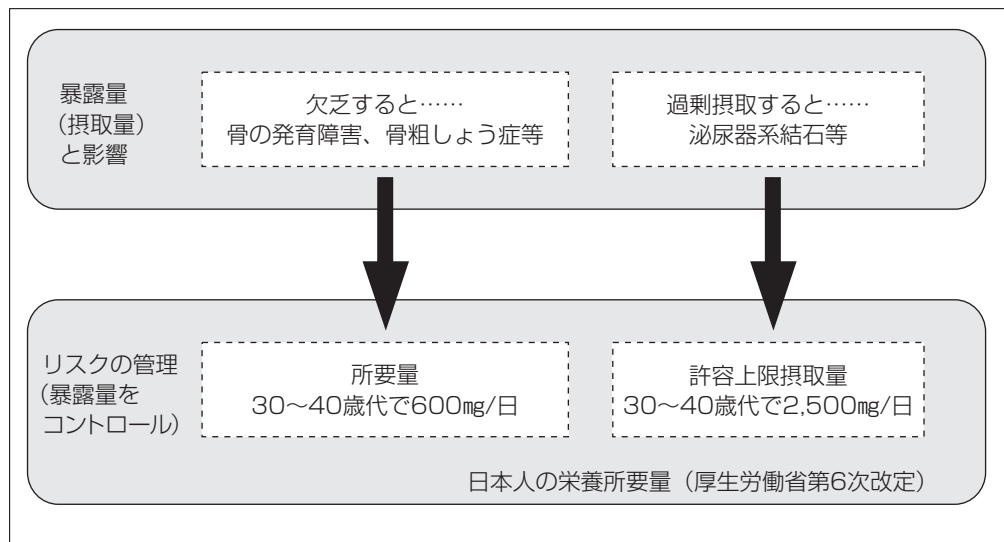 暴露量
(摂取量)
と影響
欠乏すると……
骨の発育障害、骨粗しょう症等
過剰摂取すると……
泌尿器系結石等
リスクの管理
(暴露量を
コントロール)
所要量
30～40歳代で600㎎/日
許容上限摂取量
30～40歳代で2,500㎎/日
日本人の栄養所要量(厚生労働省第6次改定)